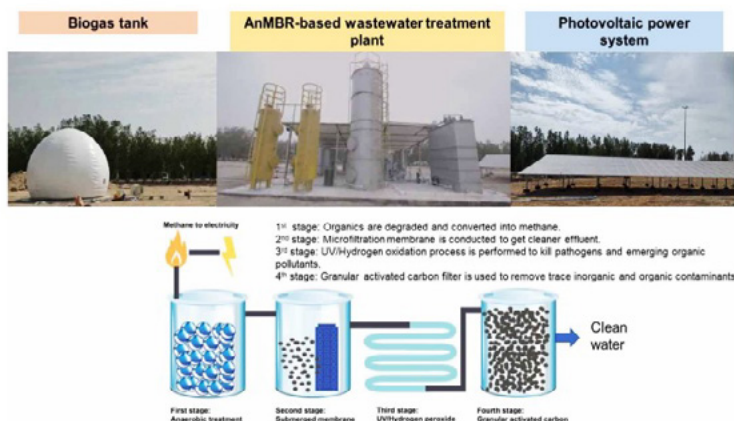 Biogas tank
AnMBR-based wastewater treatment
plant
Photovoltaic power
system
Methane to electricity
1st stage: Organics are degraded and converted into methane.
2nd stage: Microfiltration membrane is conducted to get cleaner effluent.
3rd stage: UV/Hydrogen oxidation process is performed to kill pathogens and emerging organic
pollutants.
4th stage: Granular activated carbon filter is used to remove trace inorganic and organic contaminants
Clean
water
First stage:
Anaerobic treatment
Second stage:
Submerged membrane
Third stage:
UV/Hydrogen peroxide
Fourth stage:
Granular activated carbon